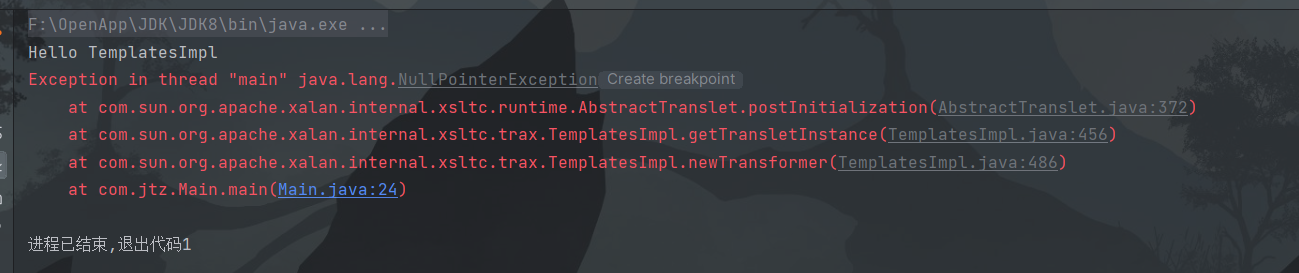 F:\OpenApp\JDK\JDK8\bin\java.exe ...
Hello TemplatesImpl
Exception in thread "main" java.lang.NullPointerException Create breakpoint
at com.sun.org.apache.xalan.internal.xsltc.runtime.AbstractTranslet.postInitialization(AbstractTranslet.java:372)
at com.sun.org.apache.xalan.internal.xsltc.trax.TemplatesImpl.getTransletInstance(TemplatesImpl.java:456)
at com.sun.org.apache.xalan.internal.xsltc.trax.TemplatesImpl.newTransformer(TemplatesImpl.java:486)
at com.jtz.Main.main(Main.java:24)
进程已结束,退出代码1